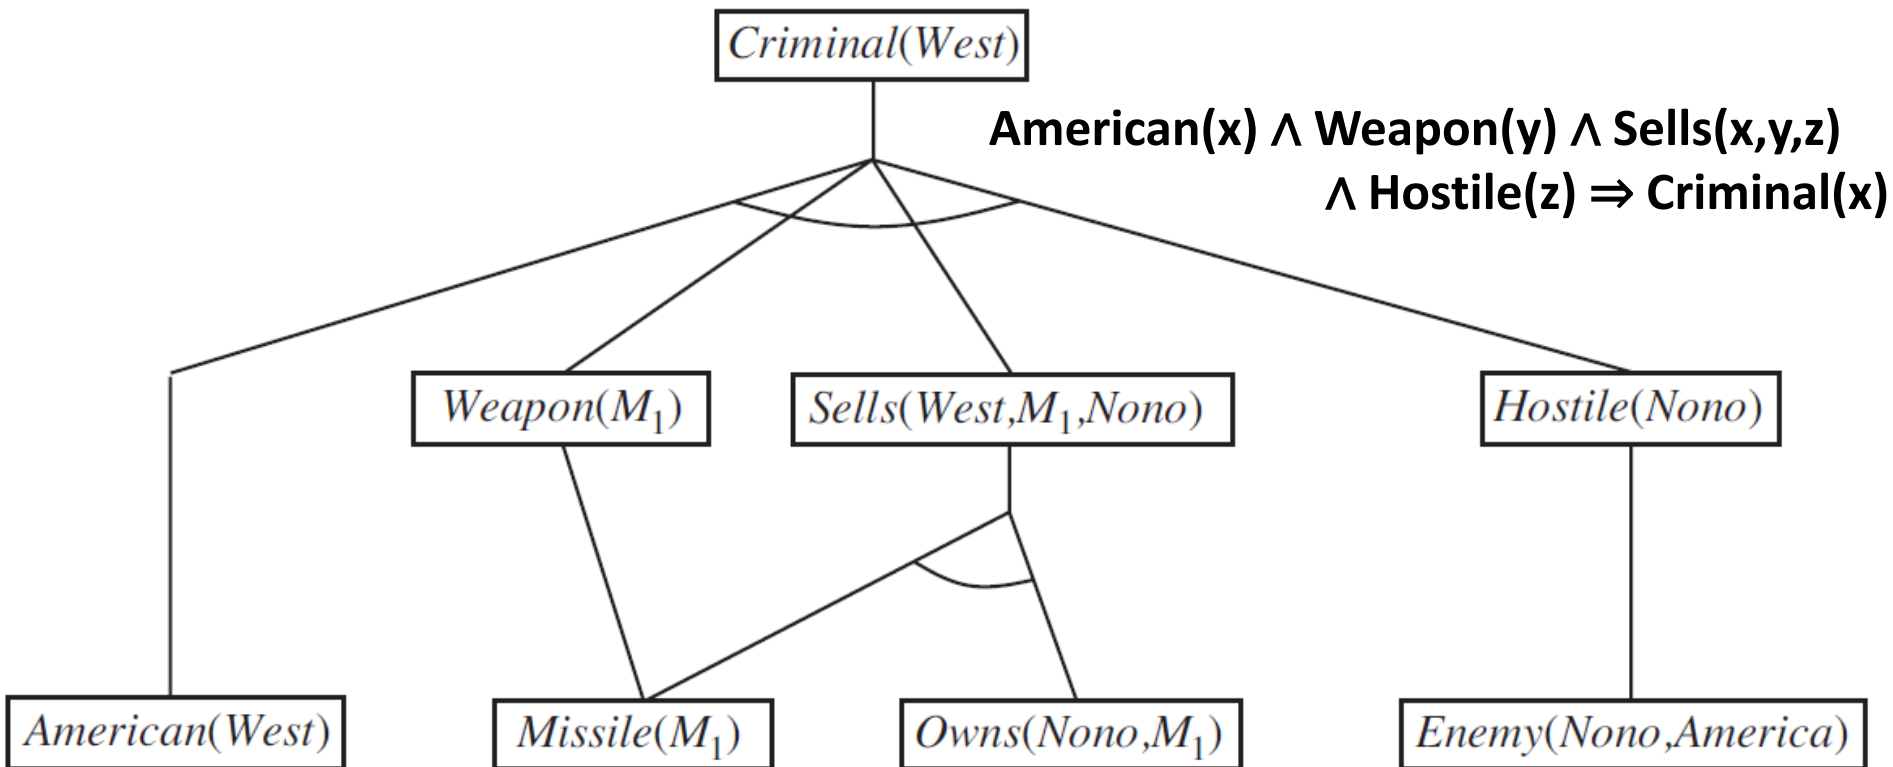 Criminal(West)
American(x) ∧ Weapon(y) ∧ Sells(x,y,z)
∧ Hostile(z) ⇒ Criminal(x)
Weapon(M₁)
Sells(West,M₁,Nono)
Hostile(Nono)
American(West)
Missile(M₁)
Owns(Nono,M₁)
Enemy(Nono,America)